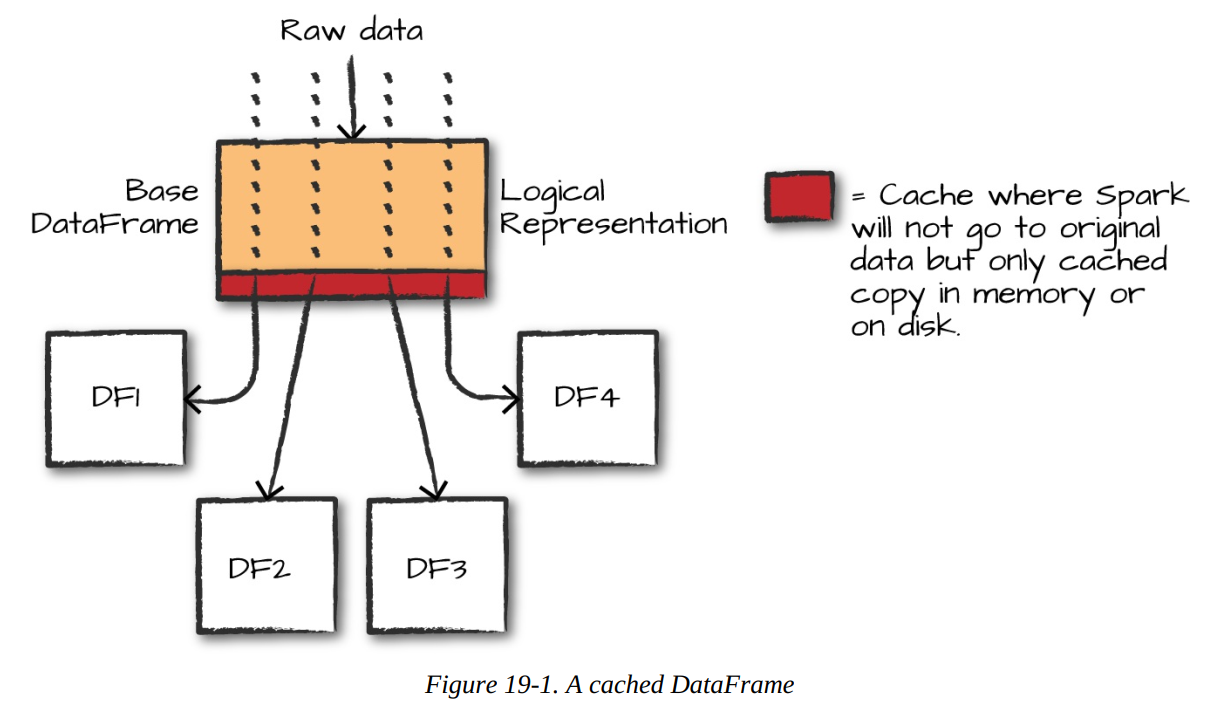 Raw data
Base
DataFrame
Logical
Representation
= Cache where Spark
will not go to original
data but only cached
copy in memory or
on disk.
DF1
DF4
DF2
DF3
Figure 19-1. A cached DataFrame